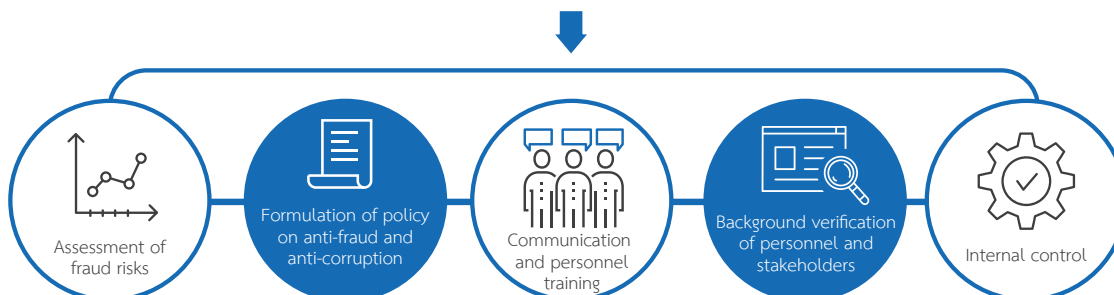 Assessment of
fraud risks
Formulation of policy
on anti-fraud and
anti-corruption
Communication
and personnel
training
Background verification
of personnel and
stakeholders
Internal control